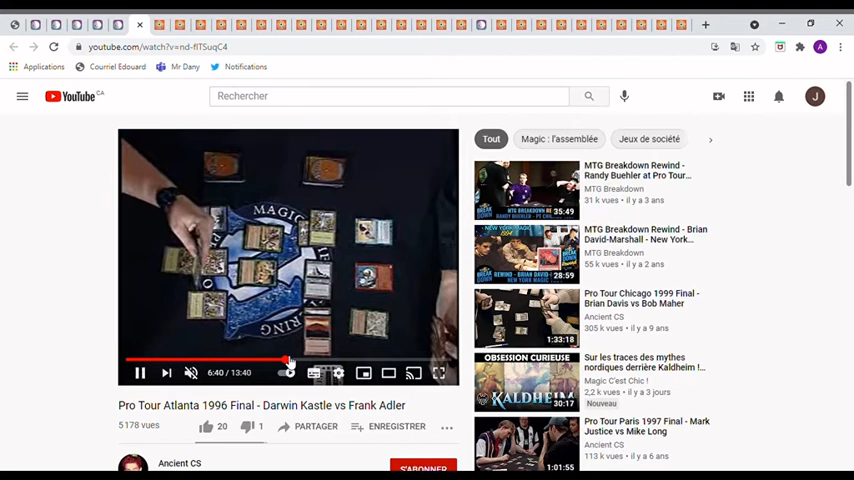 youtube.com/watch?v=nd-fITSuqC4
Applications
Courriel Edouard
Mr Dany
Notifications
YouTube CA
Rechercher
J
A
MAGIC
ERING
6:40 / 13:40
Pro Tour Atlanta 1996 Final - Darwin Kastle vs Frank Adler
5178 vues
20
1
PARTAGER
ENREGISTRER
Ancient CS
S'ABONNER
Tout
Magic : l'assemblée
Jeux de société
MTG Breakdown Rewind -
Randy Buehler at Pro Tour...
MTG Breakdown
31 k vues • il y a 3 ans
35:49
MTG Breakdown Rewind - Brian
David-Marshall - New York...
MTG Breakdown
55 k vues • il y a 2 ans
28:59
Pro Tour Chicago 1999 Final -
Brian Davis vs Bob Maher
Ancient CS
305 k vues • il y a 9 ans
1:33:18
OBSESSION CURIEUSE
KALDHEIM
30:17
Sur les traces des mythes
nordiques derrière Kaldheim !...
Magic C'est Chic !
2,2 k vues • il y a 3 jours
Nouveau
Pro Tour Paris 1997 Final - Mark
Justice vs Mike Long
Ancient CS
113 k vues • il y a 6 ans
1:01:55